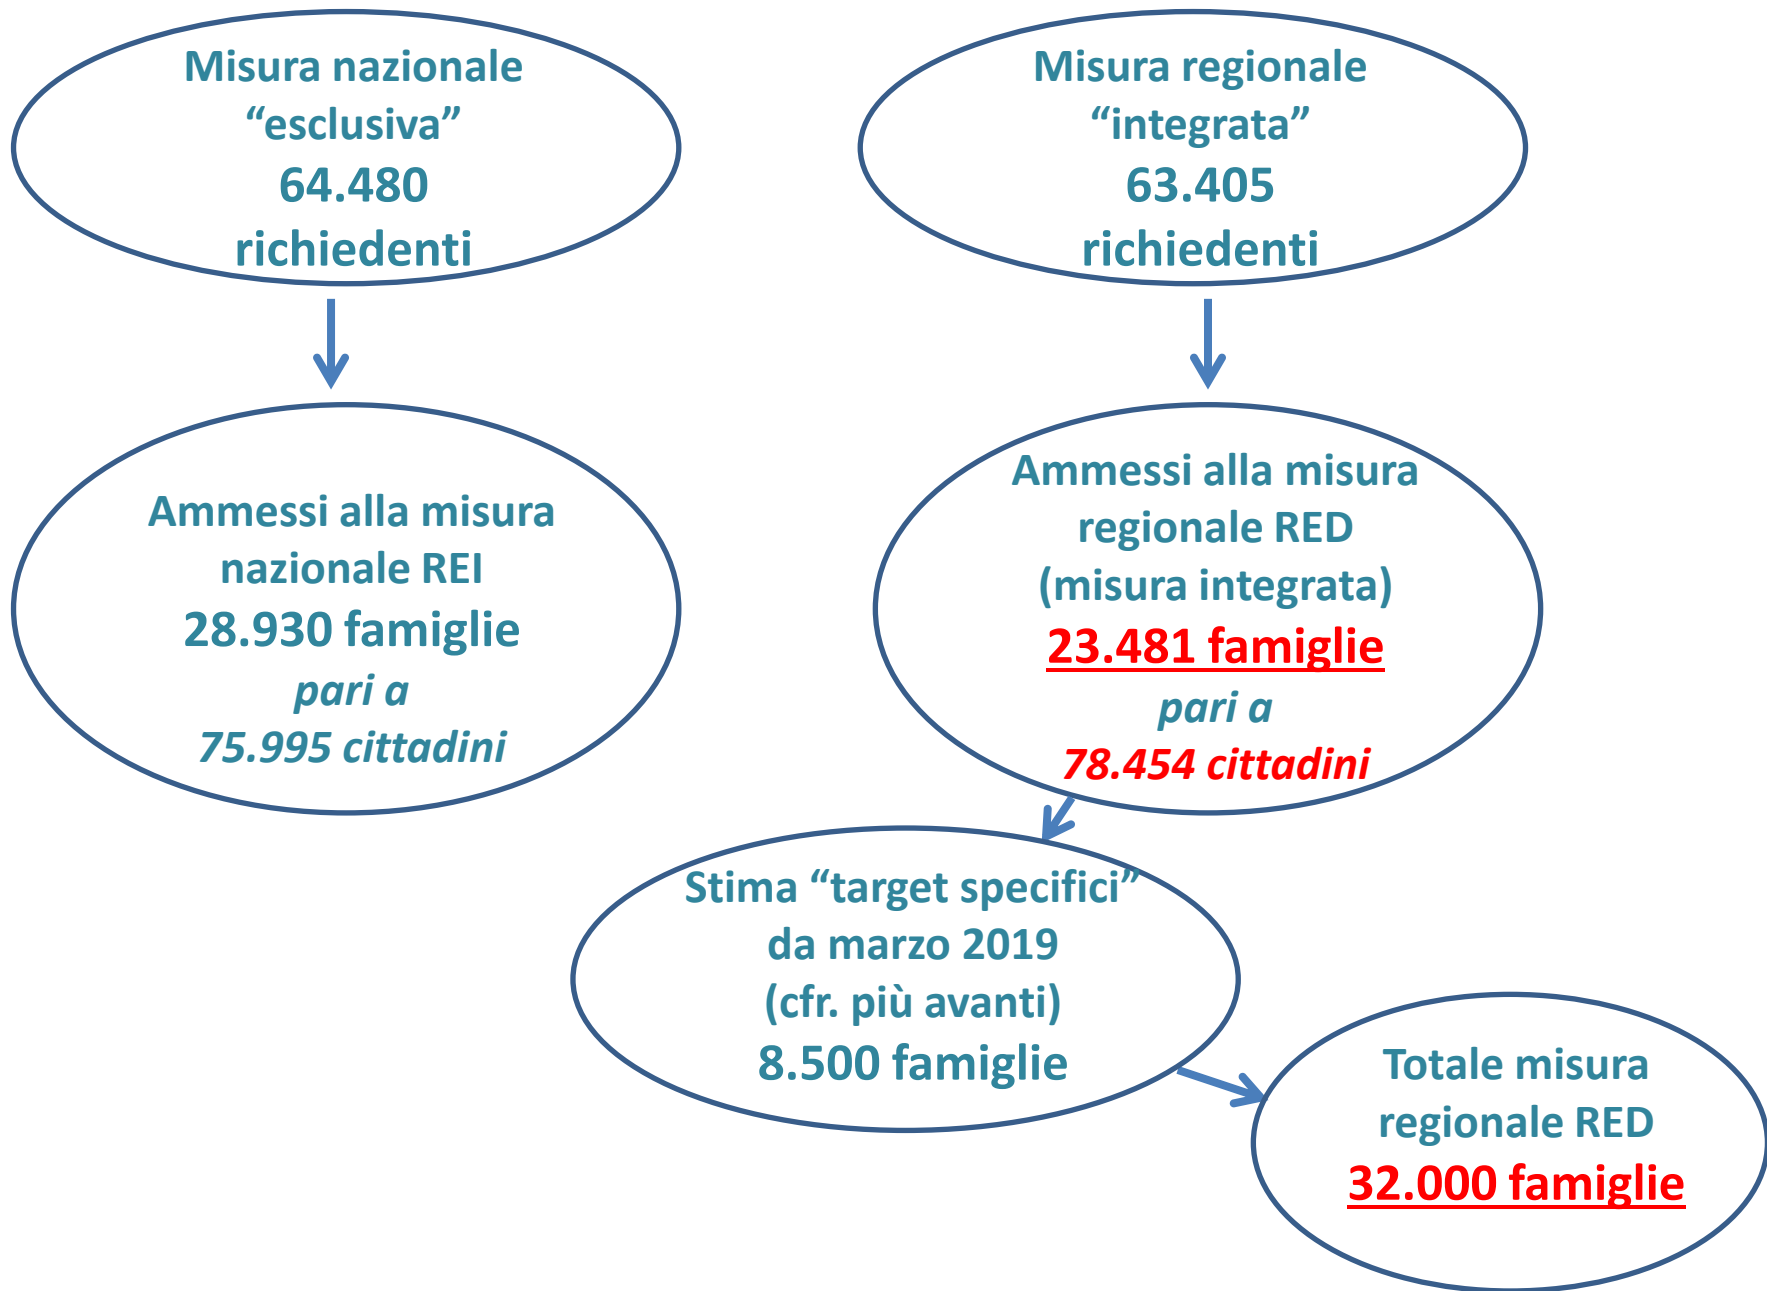 Misura nazionale
“esclusiva”
64.480
richiedenti
Misura regionale
“integrata”
63.405
richiedenti
Ammessi alla misura
nazionale REI
28.930 famiglie
pari a
75.995 cittadini
Ammessi alla misura
regionale RED
(misura integrata)
23.481 famiglie
pari a
78.454 cittadini
Stima “target specifici”
da marzo 2019
(cfr. più avanti)
8.500 famiglie
Totale misura
regionale RED
32.000 famiglie